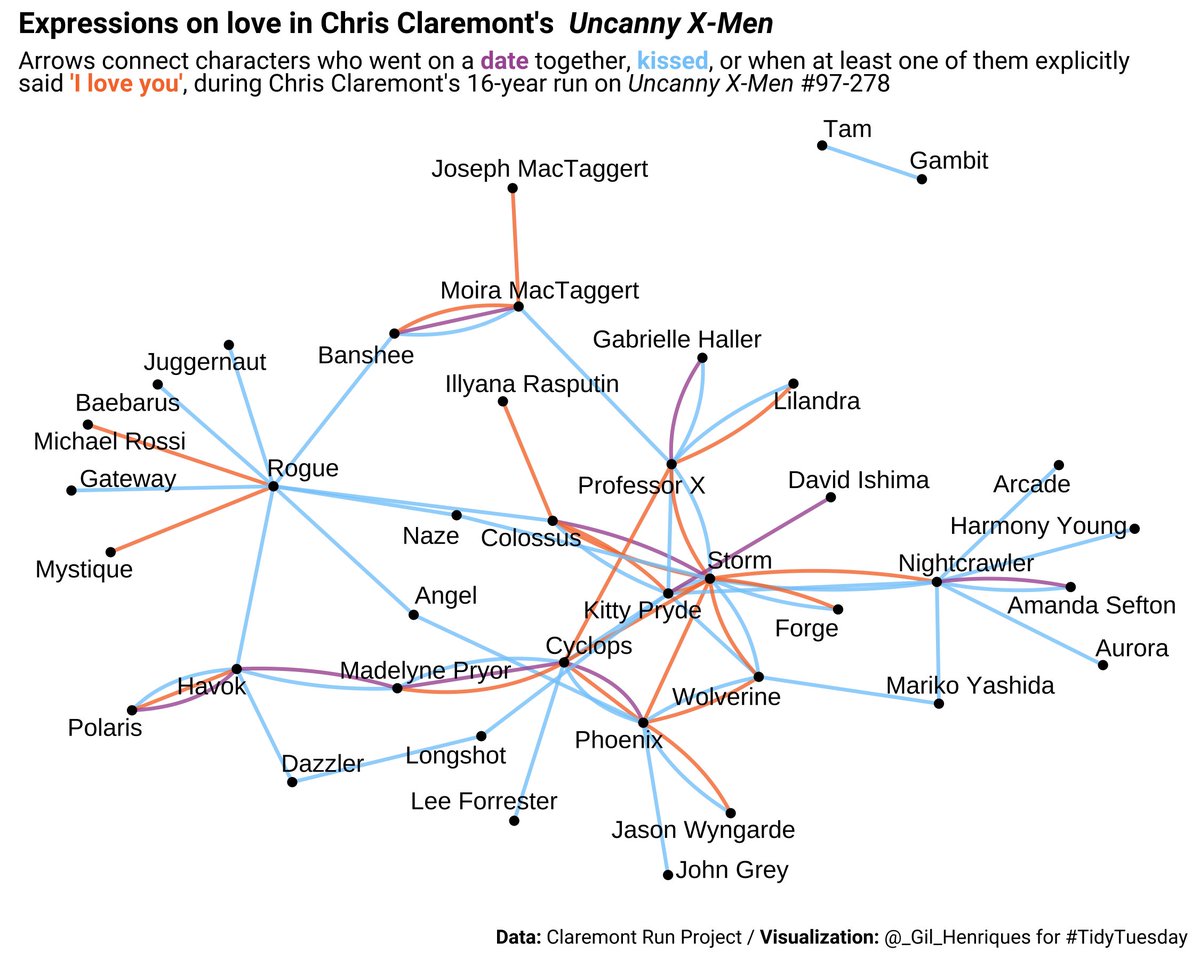 Expressions on love in Chris Claremont's Uncanny X-Men
Arrows connect characters who went on a date together, kissed, or when at least one of them explicitly
said 'I love you', during Chris Claremont's 16-year run on Uncanny X-Men #97-278
Tam
Gambit
Joseph MacTaggert
Moira MacTaggert
Gabrielle Haller
Banshee
Juggernaut
Illyana Rasputin
Lilandra
Baebarus
Michael Rossi
Rogue
Gateway
Professor X
David Ishima
Arcade
Harmony Young
Naze
Colossus
Mystique
Storm
Nightcrawler
Angel
Kitty Pryde
Amanda Sefton
Forge
Cyclops
Aurora
Madelyne Pryor
Havok
Wolverine
Mariko Yashida
Polaris
Phoenix
Longshot
Dazzler
Lee Forrester
Jason Wyngarde
John Grey
Data: Claremont Run Project / Visualization: @_Gil_Henriques for #TidyTuesday